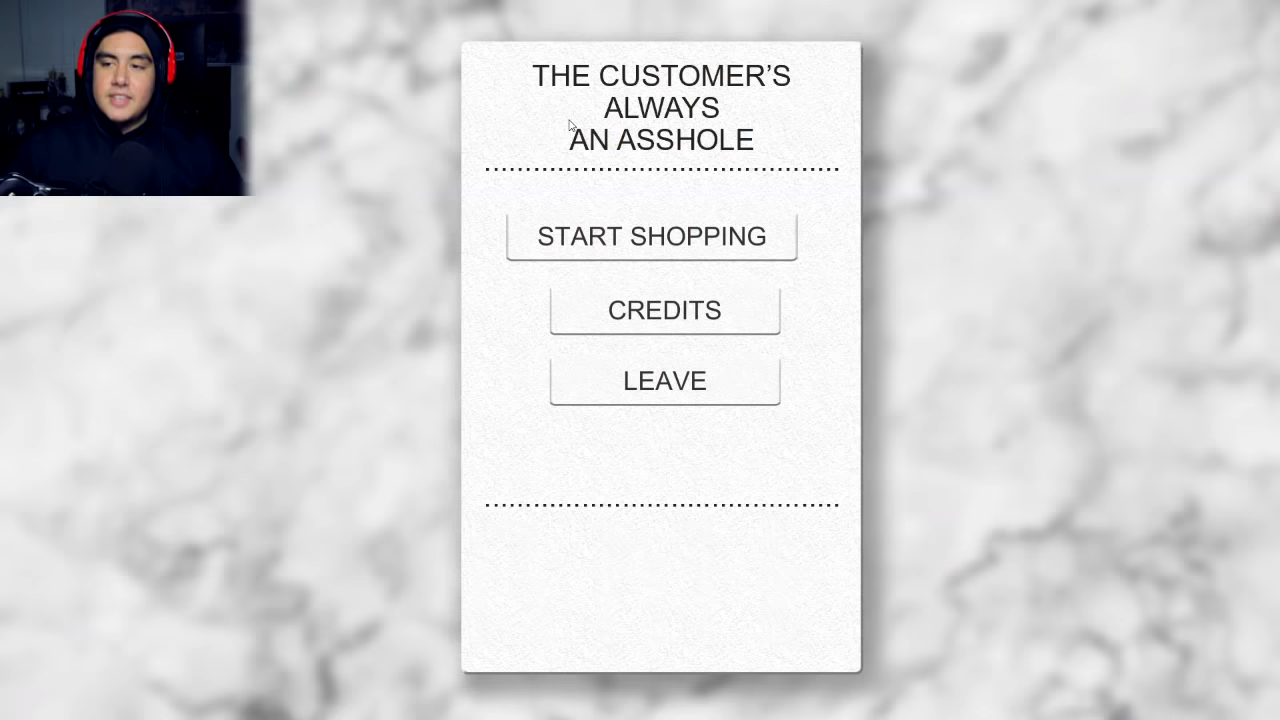 THE CUSTOMER’S
ALWAYS
AN ASSHOLE
START SHOPPING
CREDITS
LEAVE